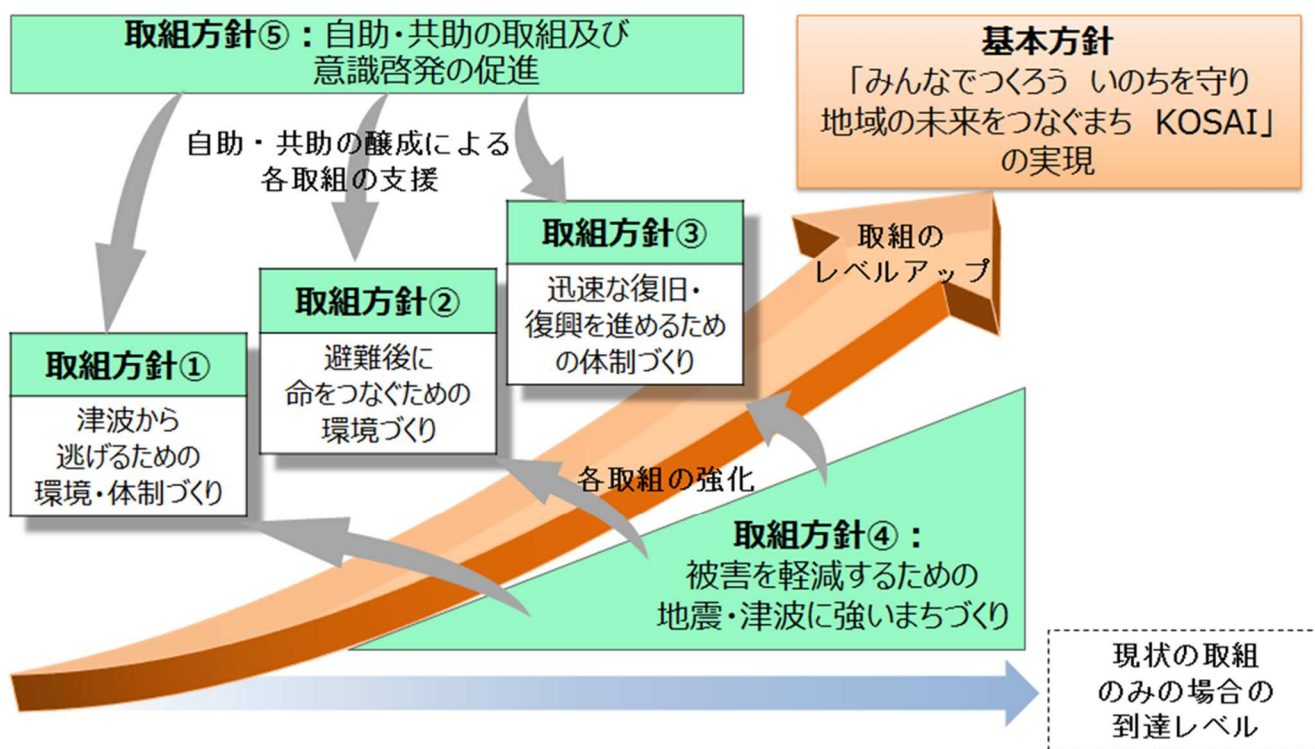 取組方針⑤：自助・共助の取組及び
意識啓発の促進
基本方針
「みんなでつくろう　いのちを守り
地域の未来をつなぐまち　KOSAI」
の実現
自助・共助の醸成による
各取組の支援
取組の
レベルアップ
取組方針③
迅速な復旧・
復興を進めるため
の体制づくり
取組方針②
避難後に
命をつなぐための
環境づくり
取組方針①
津波から
逃げるための
環境・体制づくり
各取組の強化
取組方針④：
被害を軽減するための
地震・津波に強いまちづくり
現状の取組
のみの場合の
到達レベル